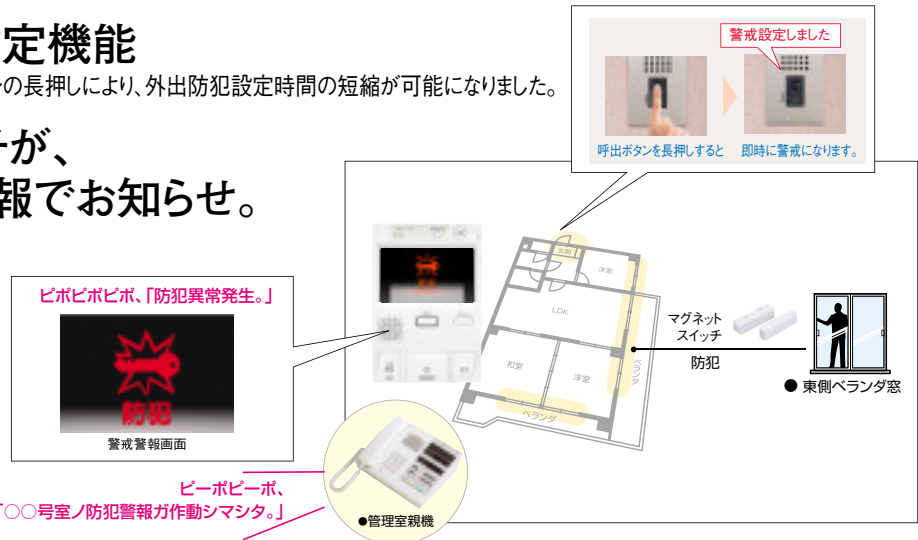 定機能
の長押しにより、外出防犯設定時間の短縮が可能になりました。
が、
報でお知らせ。
警戒設定しました
呼出ボタンを長押しすると
即時に警戒になります。
ピポピポピポ、「防犯異常発生。」
防犯
警戒警報画面
玄関
洋室
LDK
和室
洋室
ベランダ
ベランダ
マグネット
スイッチ
防犯
● 東側ベランダ窓
ピーポピーポ、
「○○号室ノ防犯警報ガ作動シマシタ。」
●管理室親機